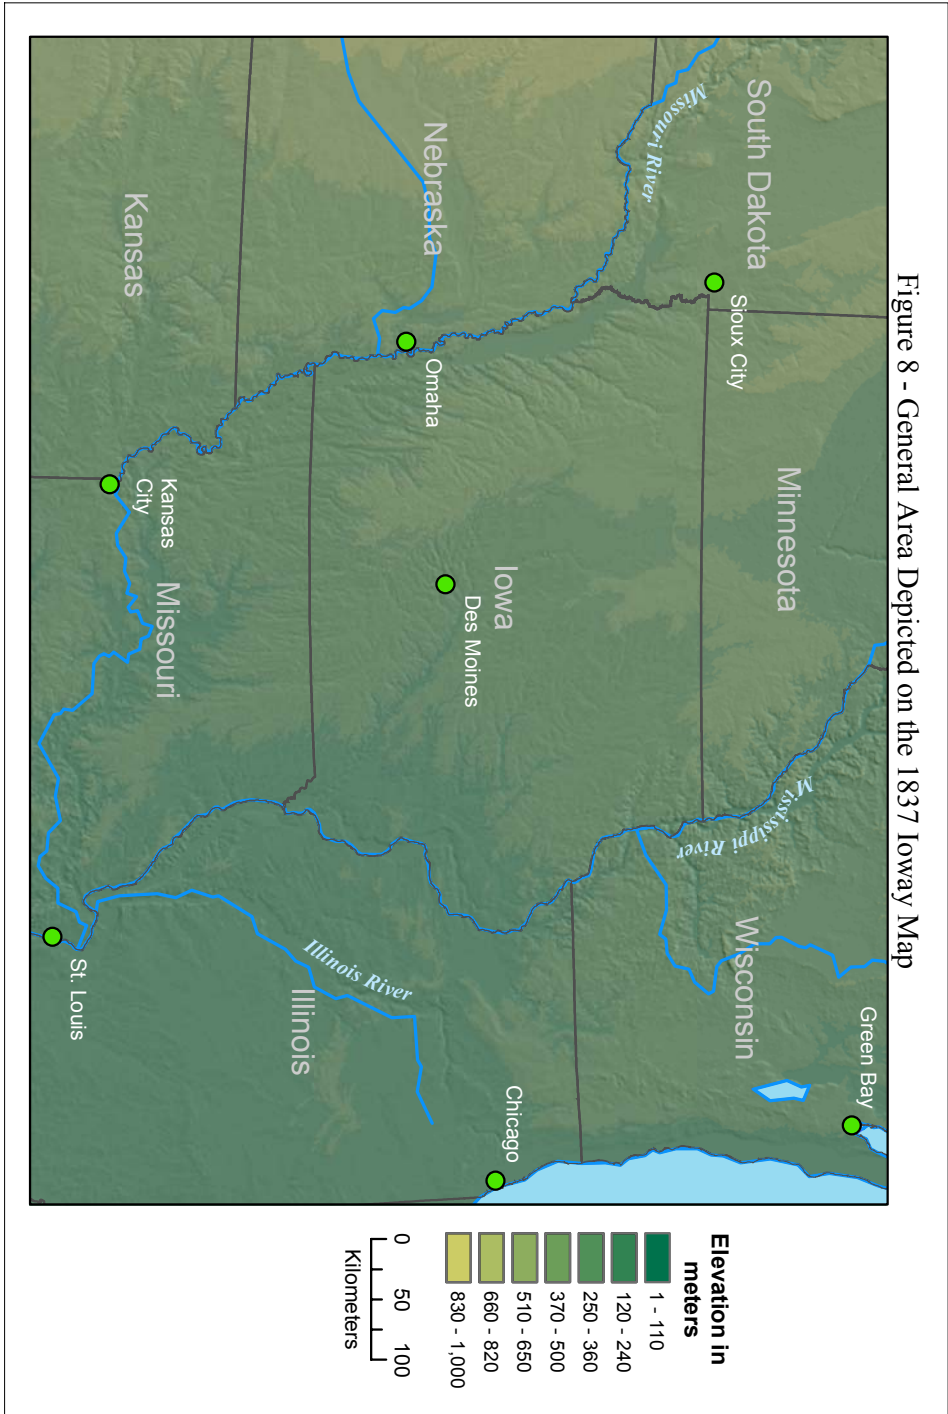 Figure 8 - General Area Depicted on the 1837 Ioway Map
South Dakota
Minnesota
Wisconsin
Green Bay
Sioux City
Missouri River
Mississippi River
Nebraska
Omaha
Iowa
Des Moines
Chicago
Illinois River
Illinois
Kansas
Kansas
City
Missouri
St. Louis
Elevation in
meters
1 - 110
120 - 240
250 - 360
370 - 500
510 - 650
660 - 820
830 - 1,000
0 50 100
Kilometers